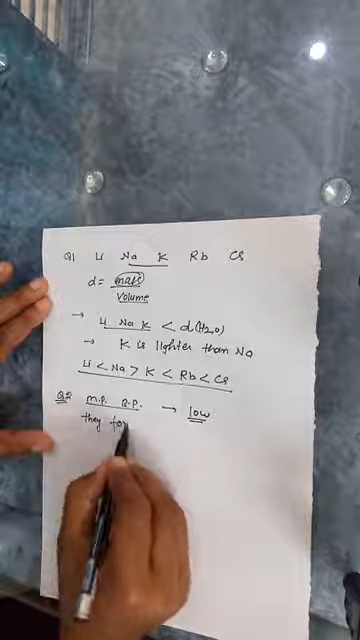 Q1 Li Na K Rb Cs
d = mass
Volume
→ Li Na K < d(H₂O)
→ K is lighter than Na
Li < Na > K < Rb < Cs
Q2 M.P. B.P. → low
they for